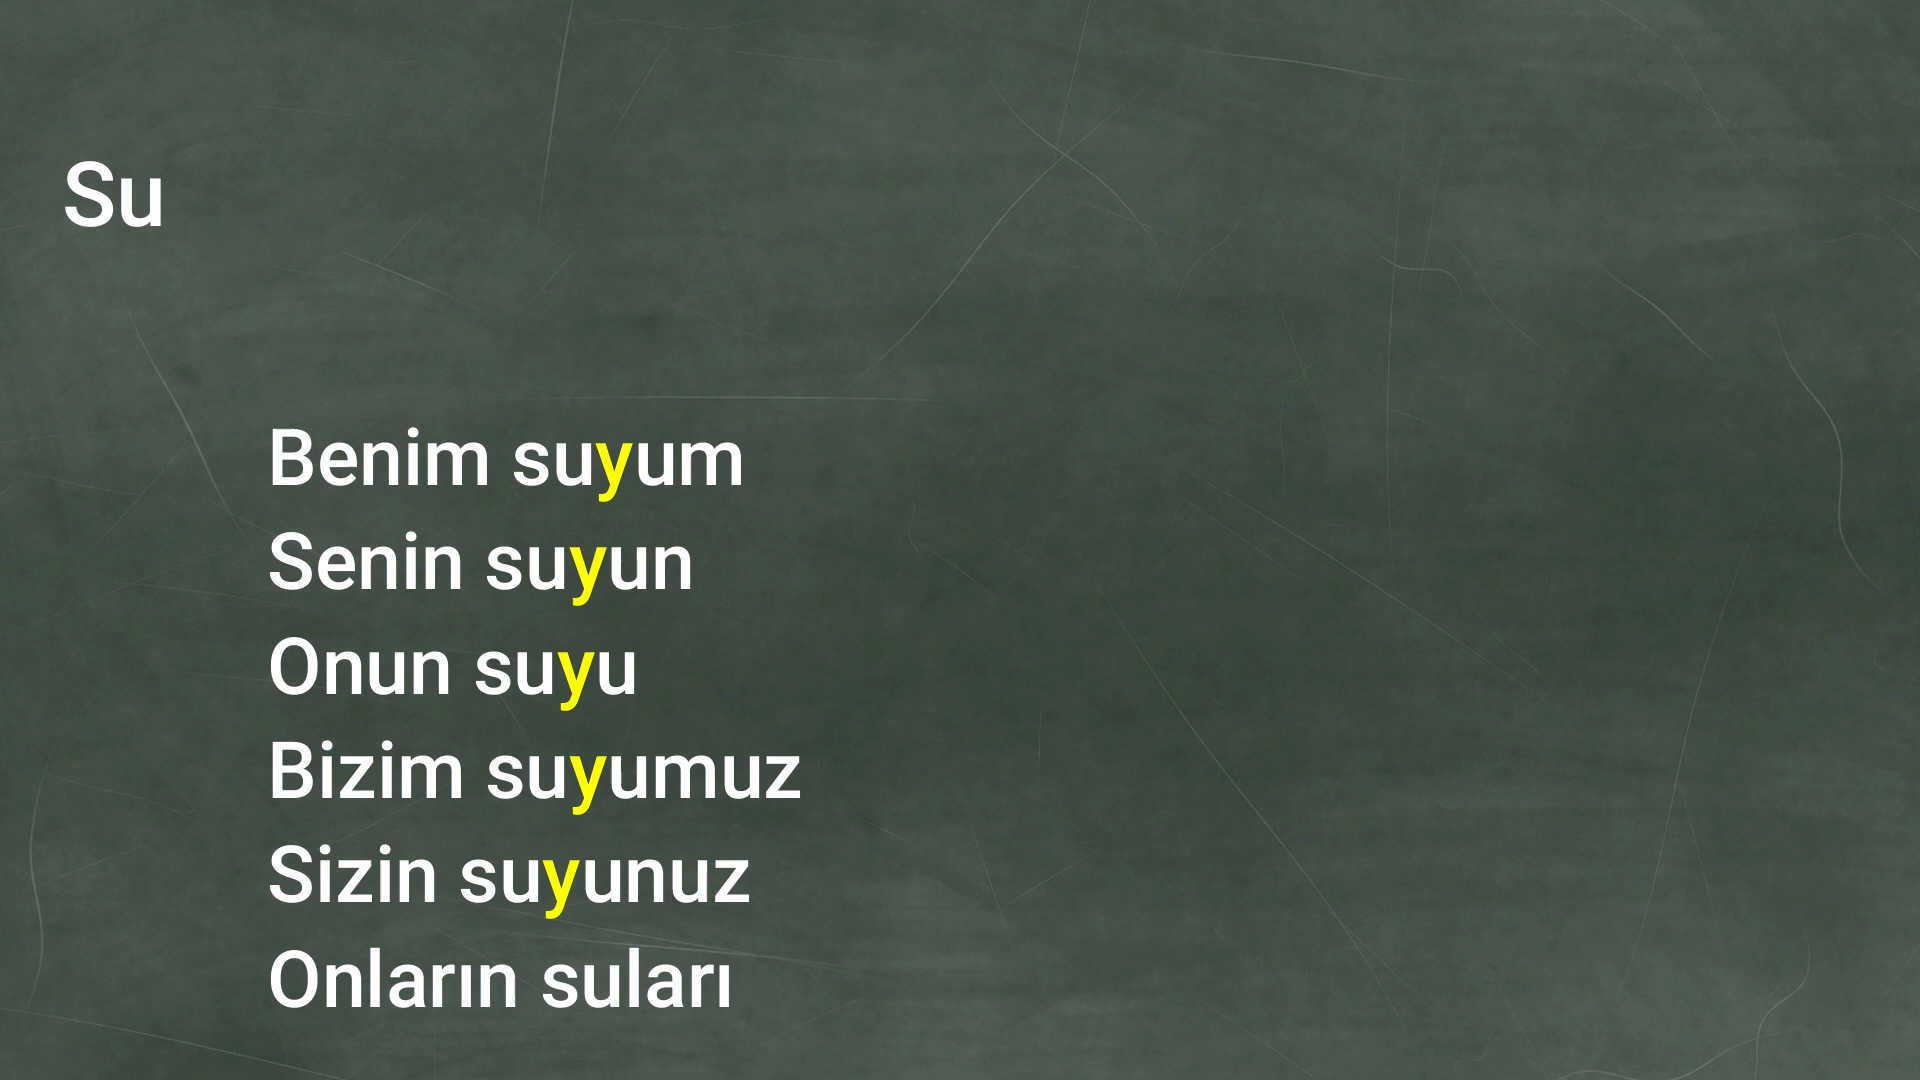 Su
Benim suyum
Senin suyun
Onun suyu
Bizim suyumuz
Sizin suyunuz
Onların suları